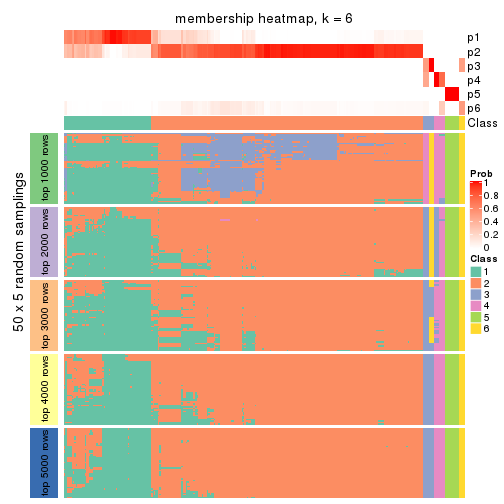 membership heatmap, k = 6
p1
p2
p3
p4
p5
p6
Class
50 x 5 random samplings
top 1000 rows
top 2000 rows
top 3000 rows
top 4000 rows
top 5000 rows
Prob
1
0.8
0.6
0.4
0.2
0
Class
1
2
3
4
5
6